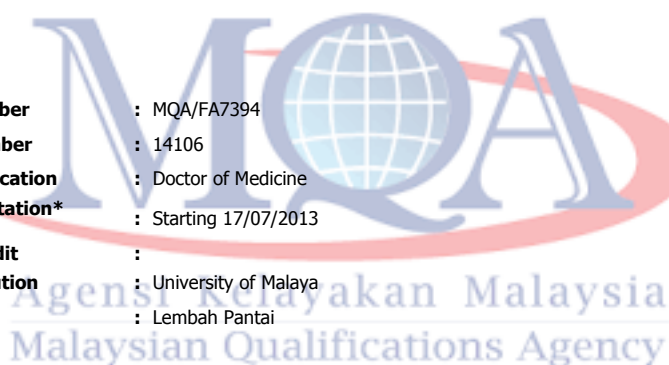 MQA
ber : MQA/FA7394
ber : 14106
cation : Doctor of Medicine
tation* : Starting 17/07/2013
dit :
tion : University of Malaya
: Lembah Pantai
Agensi Kelayakan Malaysia
Malaysian Qualifications Agency